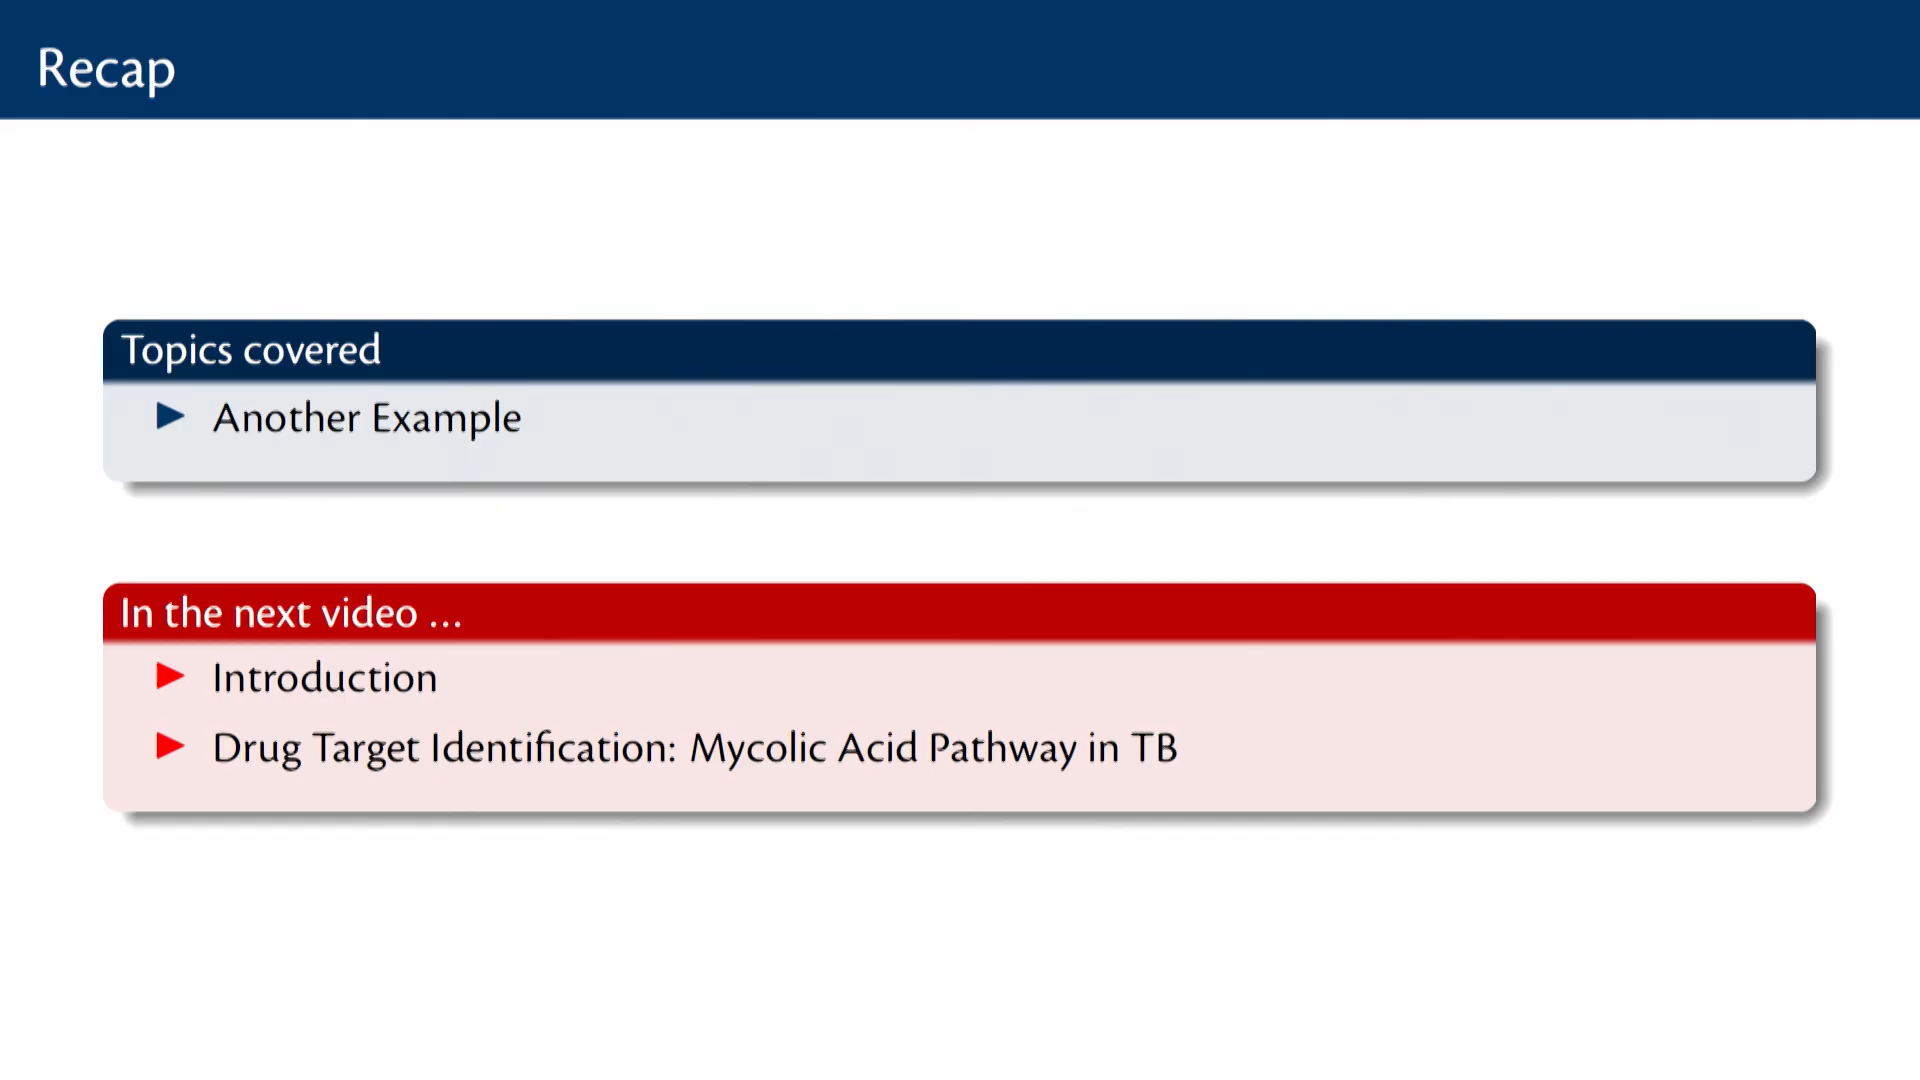 Recap
Topics covered
Another Example
In the next video ...
Introduction
Drug Target Identification: Mycolic Acid Pathway in TB